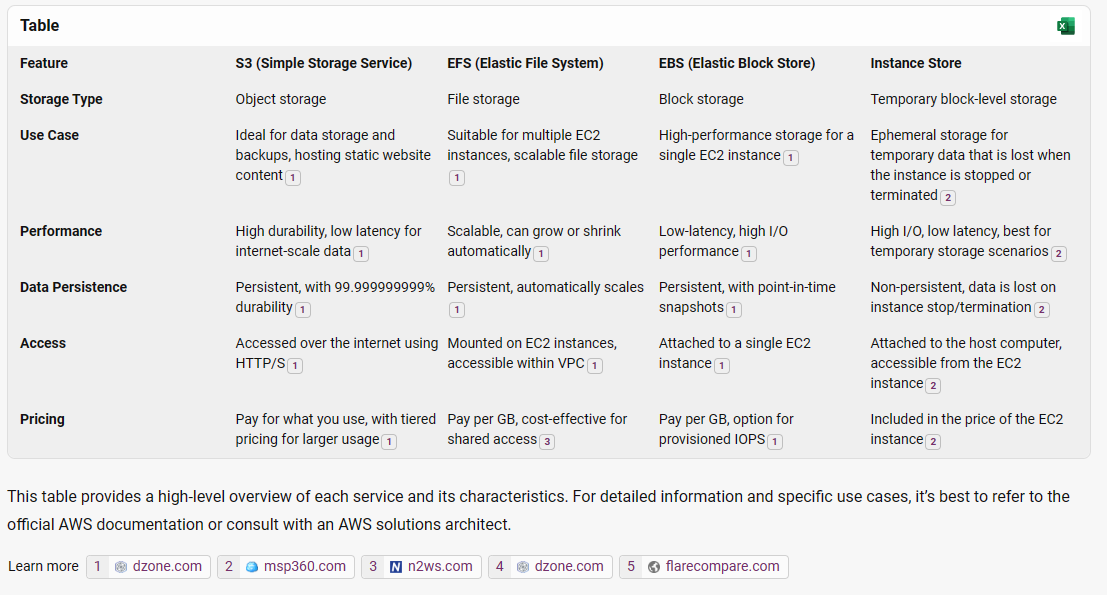 Table
Feature S3 (Simple Storage Service) EFS (Elastic File System) EBS (Elastic Block Store) Instance Store
Storage Type Object storage File storage Block storage Temporary block-level storage
Use Case Ideal for data storage and Suitable for multiple EC2 High-performance storage for a Ephemeral storage for
backups, hosting static website instances, scalable file storage single EC2 instance 1 temporary data that is lost when
content 1 1 the instance is stopped or
terminated 2
Performance High durability, low latency for Scalable, can grow or shrink Low-latency, high I/O High I/O, low latency, best for
internet-scale data 1 automatically 1 performance 1 temporary storage scenarios 2
Data Persistence Persistent, with 99.999999999% Persistent, automatically scales Persistent, with point-in-time Non-persistent, data is lost on
durability 1 1 snapshots 1 instance stop/termination 2
Access Accessed over the internet using Mounted on EC2 instances, Attached to a single EC2 Attached to the host computer,
HTTP/S 1 accessible within VPC 1 instance 1 accessible from the EC2
instance 2
Pricing Pay for what you use, with tiered Pay per GB, cost-effective for Pay per GB, option for Included in the price of the EC2
pricing for larger usage 1 shared access 3 provisioned IOPS 1 instance 2
This table provides a high-level overview of each service and its characteristics. For detailed information and specific use cases, it’s best to refer to the
official AWS documentation or consult with an AWS solutions architect.
Learn more 1 dzone.com 2 msp360.com 3 N n2ws.com 4 dzone.com 5 flarecompare.com